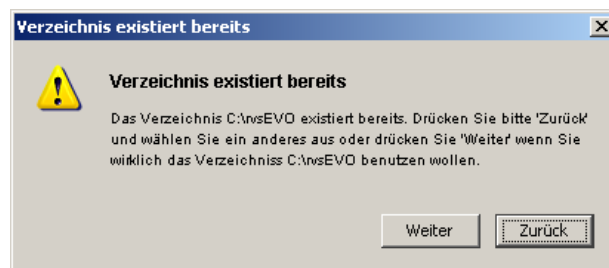 Verzeichnis existiert bereits
Verzeichnis existiert bereits
Das Verzeichnis C:\rvsEVO existiert bereits. Drücken Sie bitte 'Zurück'
und wählen Sie ein anderes aus oder drücken Sie 'Weiter' wenn Sie
wirklich das Verzeichniss C:\rvsEVO benutzen wollen.
Weiter
Zurück